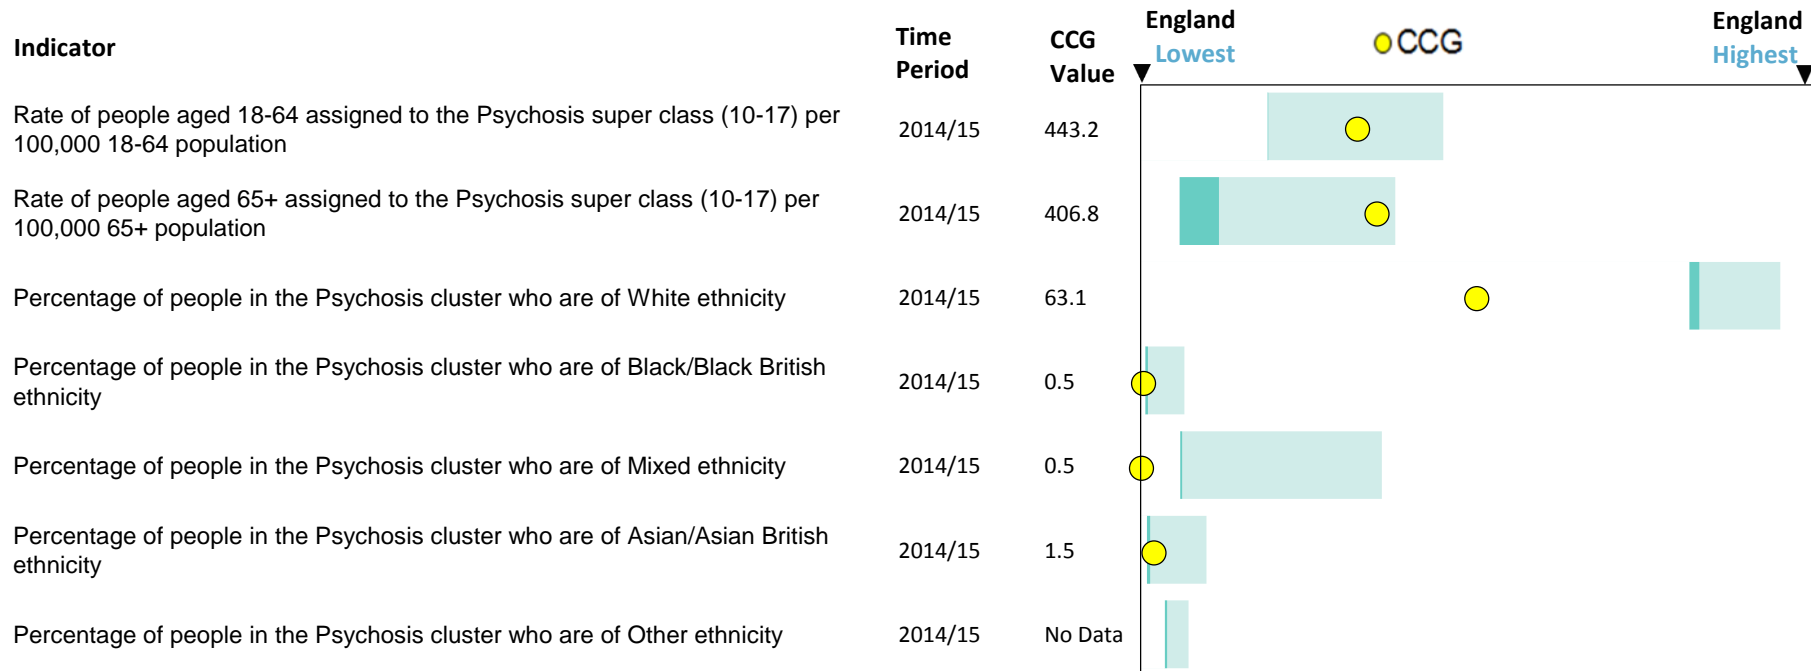 Indicator
Time Period
CCG Value
England Lowest
CCG
England Highest
Rate of people aged 18-64 assigned to the Psychosis super class (10-17) per
100,000 18-64 population
2014/15
443.2
Rate of people aged 65+ assigned to the Psychosis super class (10-17) per
100,000 65+ population
2014/15
406.8
Percentage of people in the Psychosis cluster who are of White ethnicity
2014/15
63.1
Percentage of people in the Psychosis cluster who are of Black/Black British
ethnicity
2014/15
0.5
Percentage of people in the Psychosis cluster who are of Mixed ethnicity
2014/15
0.5
Percentage of people in the Psychosis cluster who are of Asian/Asian British
ethnicity
2014/15
1.5
Percentage of people in the Psychosis cluster who are of Other ethnicity
2014/15
No Data